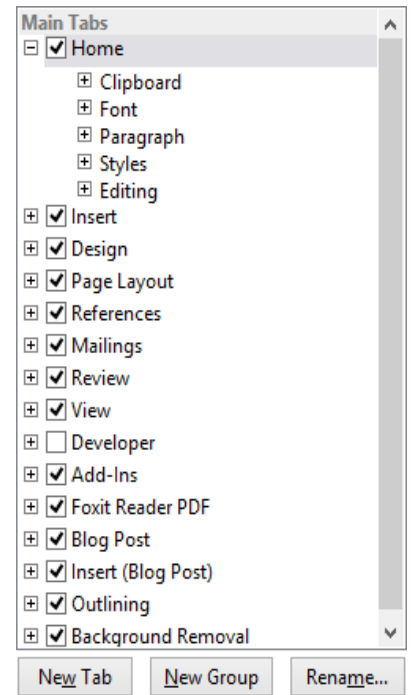 Main Tabs
Home
Clipboard
Font
Paragraph
Styles
Editing
Insert
Design
Page Layout
References
Mailings
Review
View
Developer
Add-Ins
Foxit Reader PDF
Blog Post
Insert (Blog Post)
Outlining
Background Removal
New Tab New Group Rename...